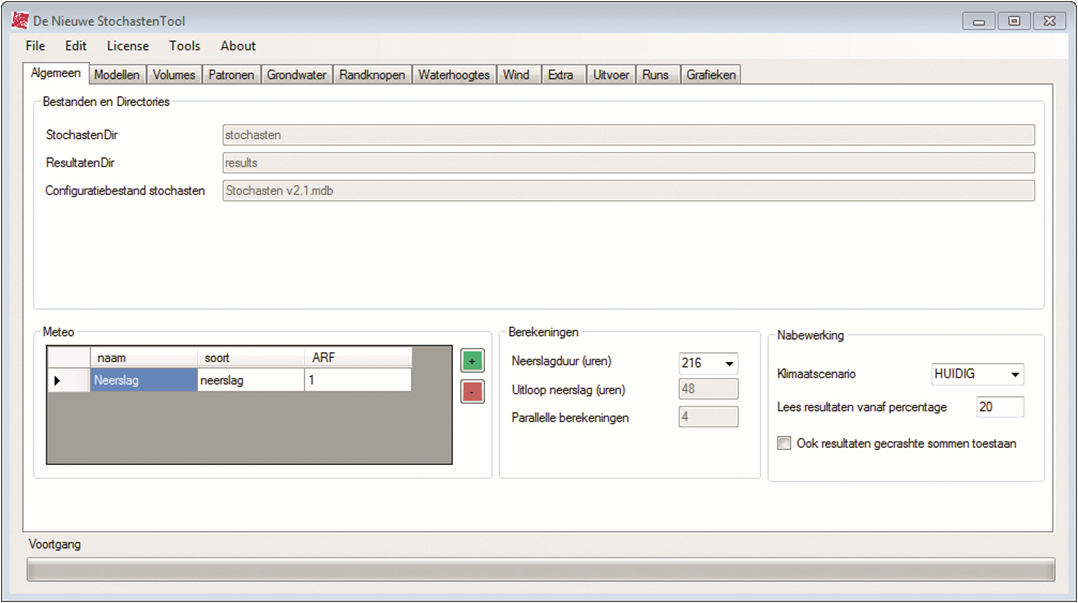 De Nieuwe StochastenTool
File Edit License Tools About
Algemeen Modellen Volumes Patronen Grondwater Randknopen Waterhoogtes Wind Extra Uitvoer Runs Grafieken
Bestanden en Directories
StochastenDir stochasten
ResultatenDir results
Configuratiebestand stochasten Stochasten v2.1.mdb
Meteo
naam soort ARF
Neerslag neerslag 1
+
-
Berekeningen
Neerslagduur (uren) 216
Uitloop neerslag (uren) 48
Parallelle berekeningen 4
Nabewerking
Klimaatscenario HUIDIG
Lees resultaten vanaf percentage 20
Ook resultaten gecrashte sommen toestaan
Voortgang